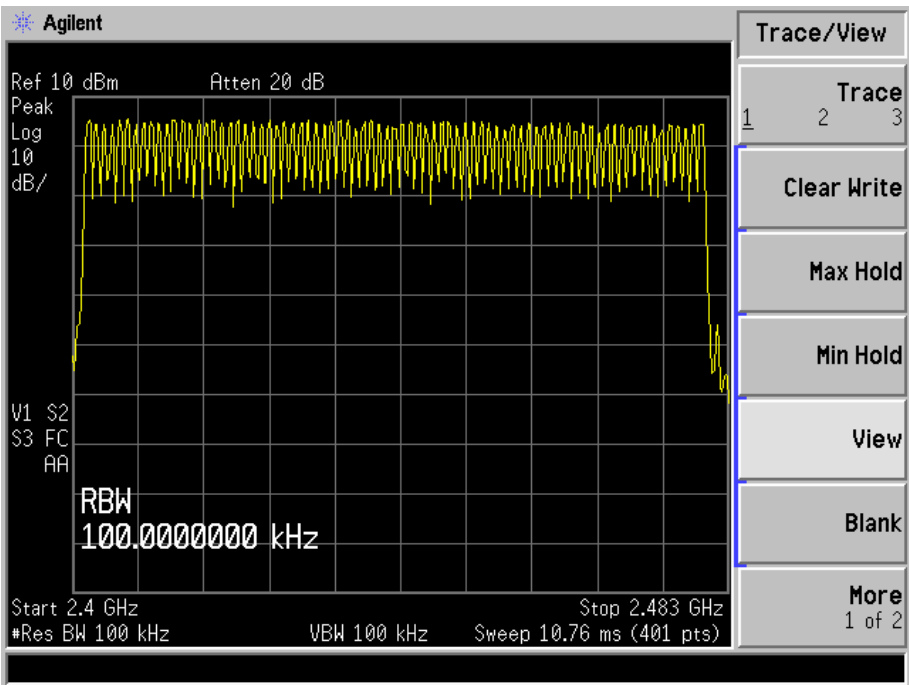 Agilent
Trace/View
Ref 10 dBm Atten 20 dB
Peak
Log
10
dB/
V1 S2
S3 FC
AA
RBW
100.0000000 kHz
Start 2.4 GHz Stop 2.483 GHz
#Res BW 100 kHz VBW 100 kHz Sweep 10.76 ms (401 pts)
Trace
1 2 3
Clear Write
Max Hold
Min Hold
View
Blank
More
1 of 2